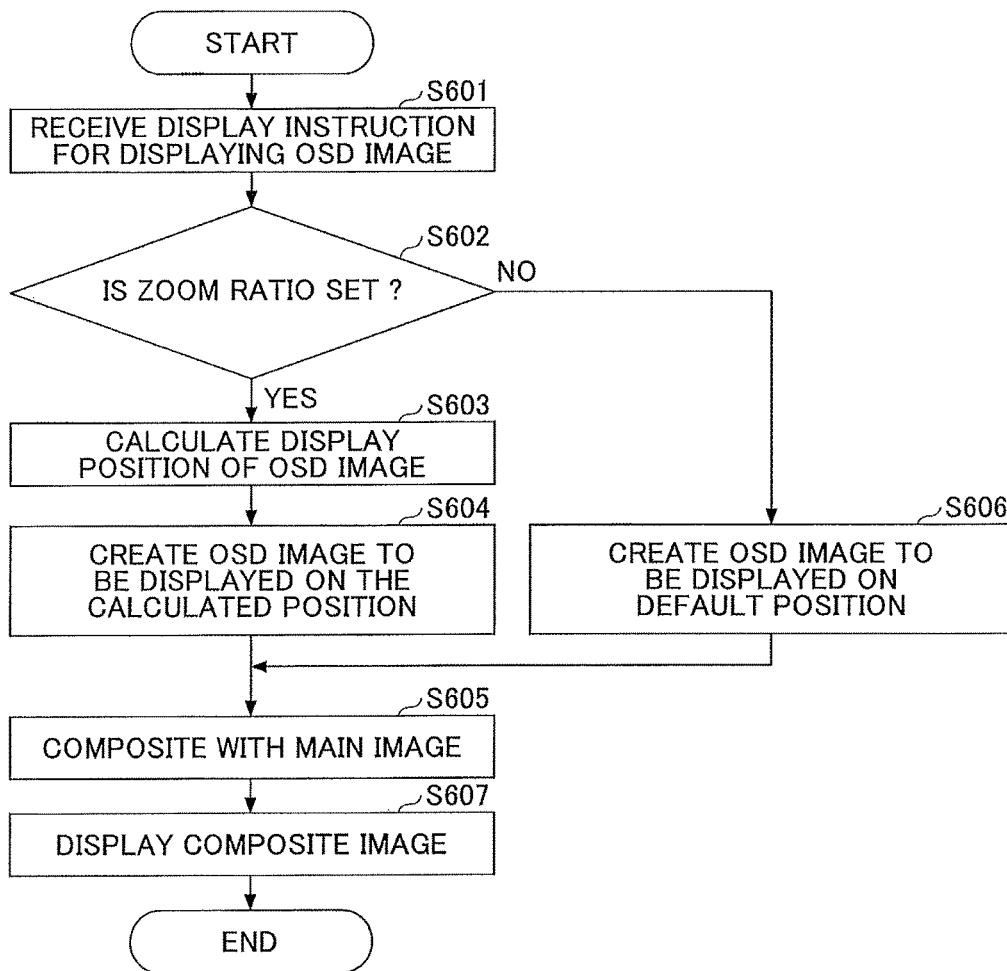 START
S601
RECEIVE DISPLAY INSTRUCTION
FOR DISPLAYING OSD IMAGE
S602
IS ZOOM RATIO SET ?
NO
YES
S603
CALCULATE DISPLAY
POSITION OF OSD IMAGE
S604
CREATE OSD IMAGE TO
BE DISPLAYED ON THE
CALCULATED POSITION
S606
CREATE OSD IMAGE TO
BE DISPLAYED ON
DEFAULT POSITION
S605
COMPOSITE WITH MAIN IMAGE
S607
DISPLAY COMPOSITE IMAGE
END